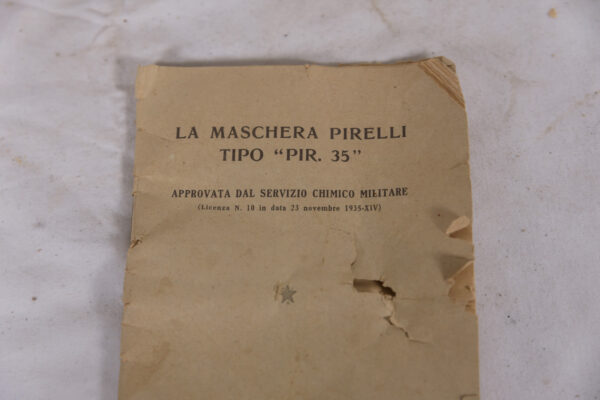 LA MASCHERA PIRELLI
TIPO "PIR. 35"
APPROVATA DAL SERVIZIO CHIMICO MILITARE
(Licenza N. 10 in data 23 novembre 1935-XIV)